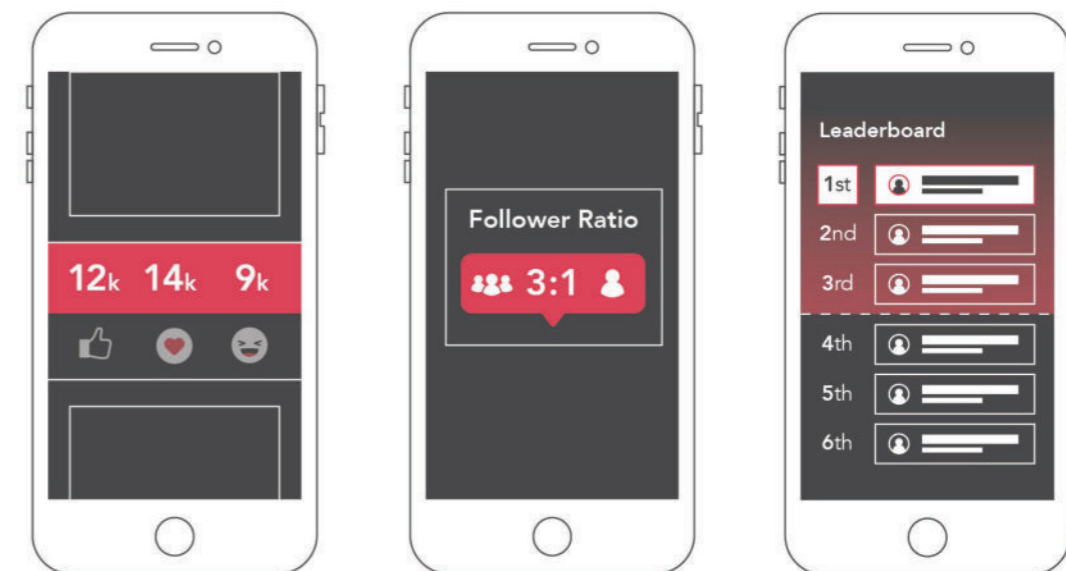 12k 14k 9k
Follower Ratio
3:1
Leaderboard
1st
2nd
3rd
4th
5th
6th